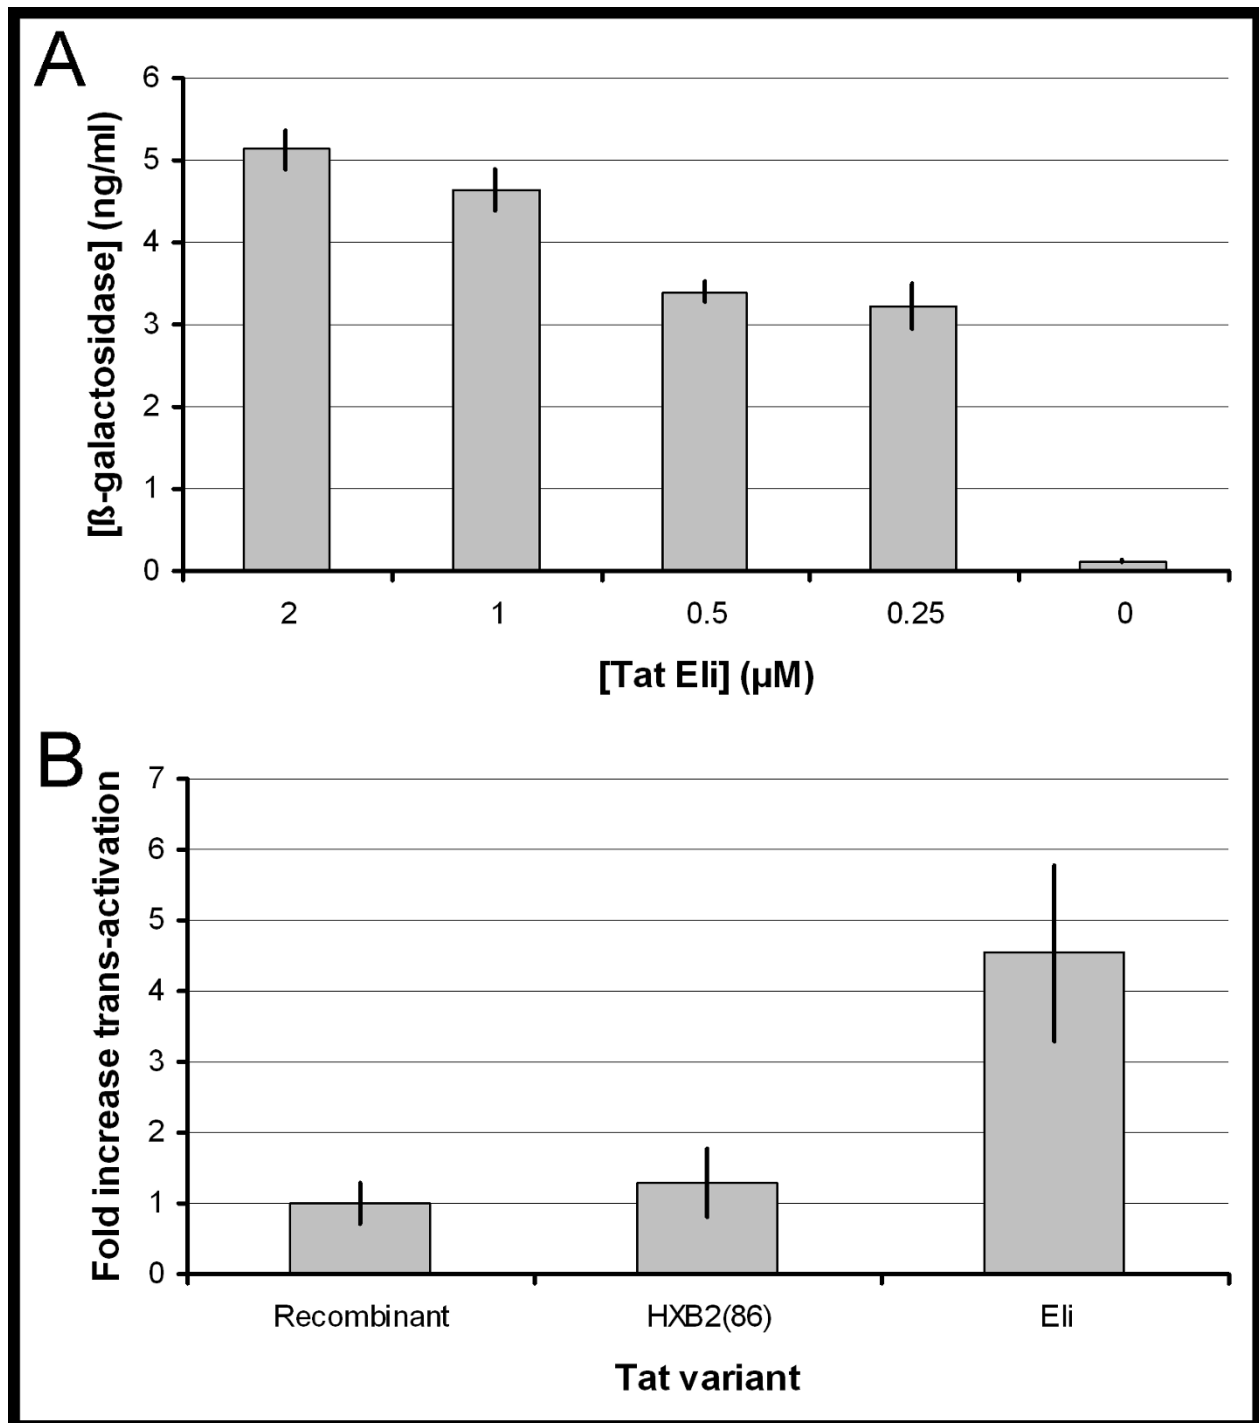 A
[ß-galactosidase] (ng/ml)
6
5
4
3
2
1
0
2 1 0.5 0.25 0
[Tat Eli] (µM)
B
Fold increase trans-activation
7
6
5
4
3
2
1
0
Recombinant HXB2(86) Eli
Tat variant